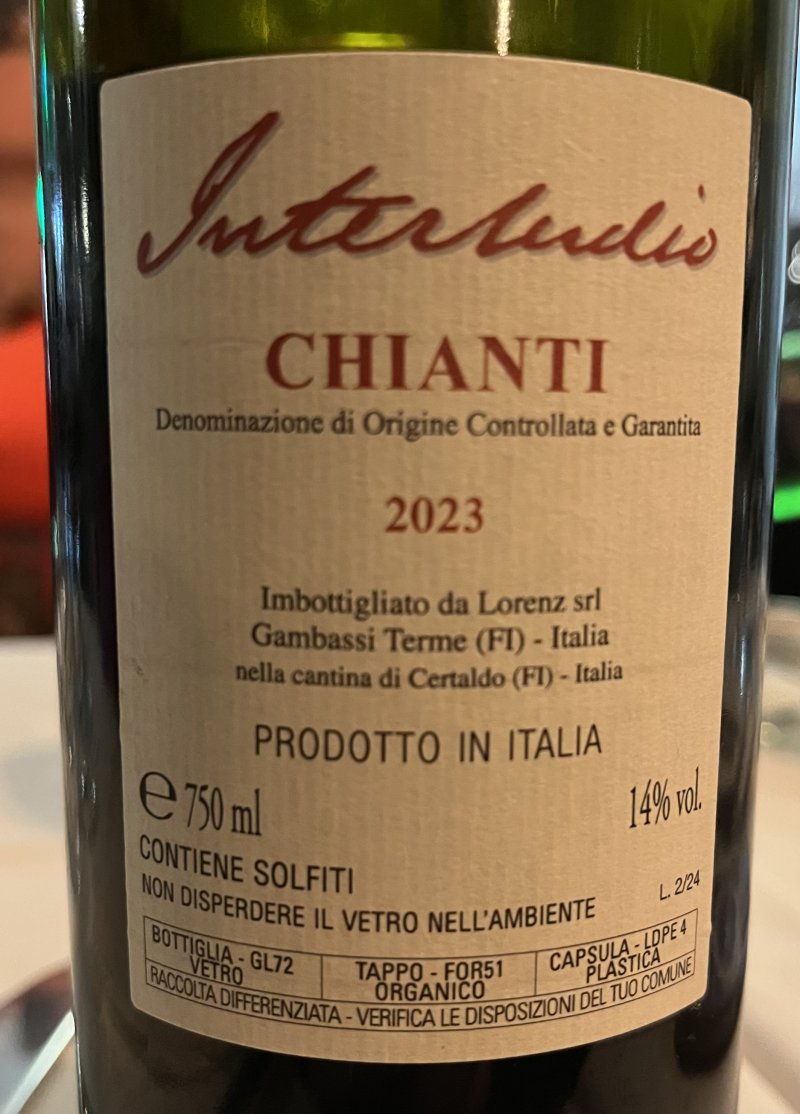 Interludio
CHIANTI
Denominazione di Origine Controllata e Garantita
2023
Imbottigliato da Lorenz srl
Gambassi Terme (FI) - Italia
nella cantina di Certaldo (FI) - Italia
PRODOTTO IN ITALIA
℮ 750 ml
14% vol.
CONTIENE SOLFITI
NON DISPERDERE IL VETRO NELL'AMBIENTE
L. 2/24
BOTTIGLIA - GL72
VETRO
TAPPO - FOR51
ORGANICO
CAPSULA - LDPE 4
PLASTICA
RACCOLTA DIFFERENZIATA - VERIFICA LE DISPOSIZIONI DEL TUO COMUNE